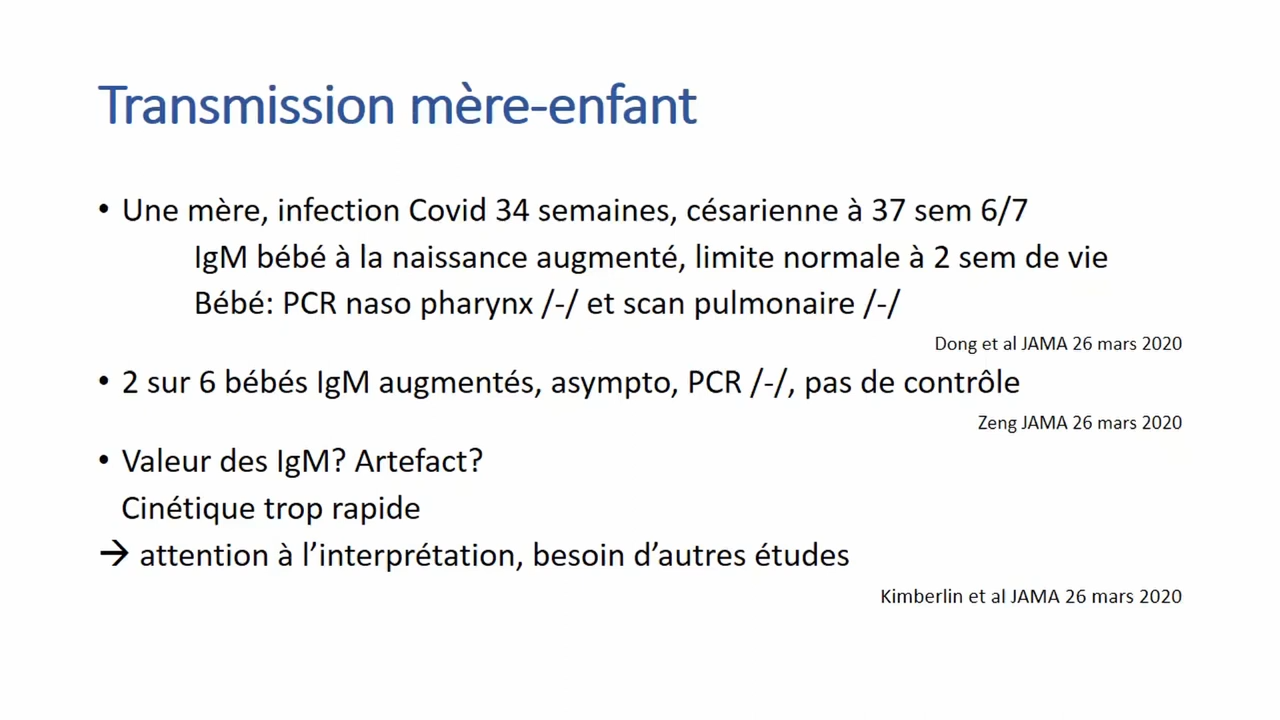 Transmission mère-enfant
• Une mère, infection Covid 34 semaines, césarienne à 37 sem 6/7
IgM bébé à la naissance augmenté, limite normale à 2 sem de vie
Bébé: PCR naso pharynx /-/ et scan pulmonaire /-/
Dong et al JAMA 26 mars 2020
• 2 sur 6 bébés IgM augmentés, asympto, PCR /-/, pas de contrôle
Zeng JAMA 26 mars 2020
• Valeur des IgM? Artefact?
Cinétique trop rapide
→ attention à l’interprétation, besoin d’autres études
Kimberlin et al JAMA 26 mars 2020